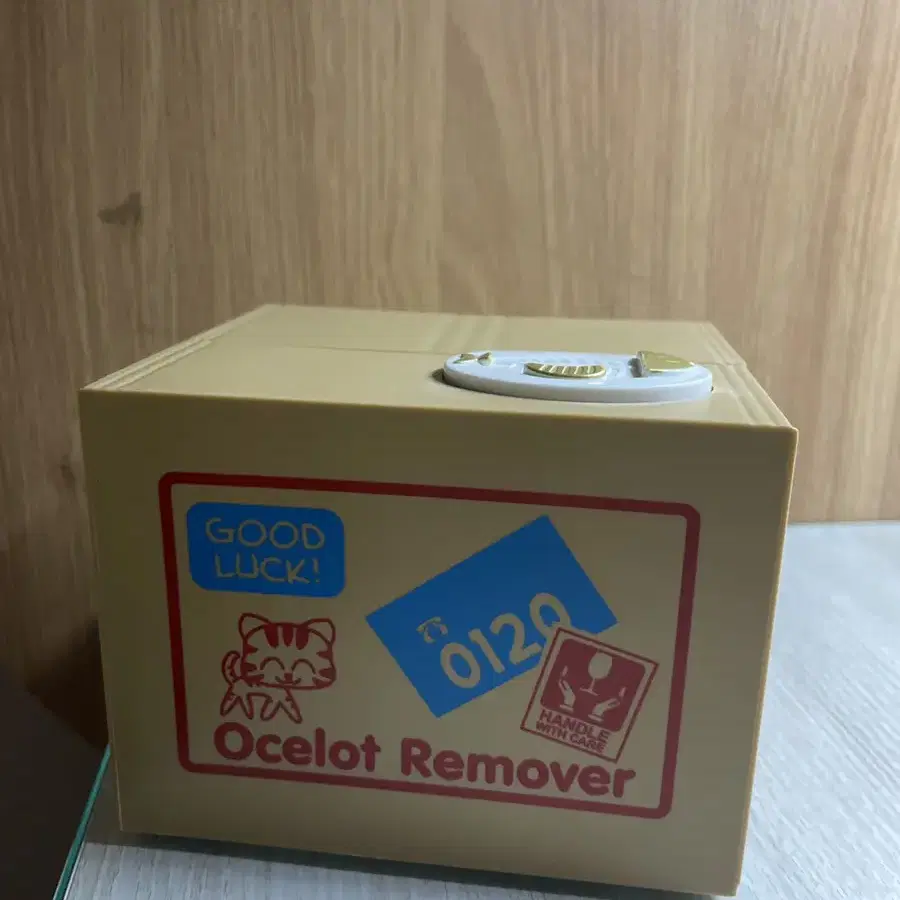 GOOD
LUCK!
0120
HANDLE
WITH CARE
Ocelot Remover